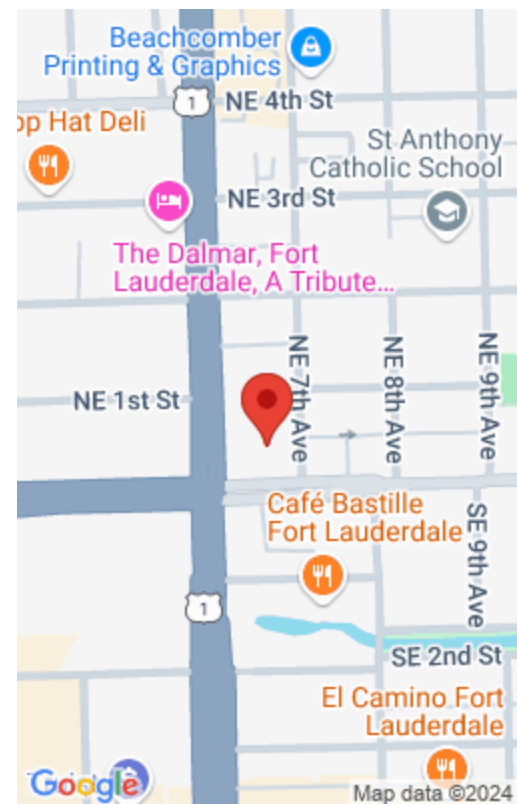 Beachcomber
Printing & Graphics
1
NE 4th St
op Hat Deli
St Anthony
Catholic School
NE 3rd St
The Dalmar, Fort
Lauderdale, A Tribute...
NE 7th Ave
NE 8th Ave
NE 9th Ave
NE 1st St
Café Bastille
Fort Lauderdale
SE 9th Ave
1
SE 2nd St
El Camino Fort
Lauderdale
Google
Map data ©2024